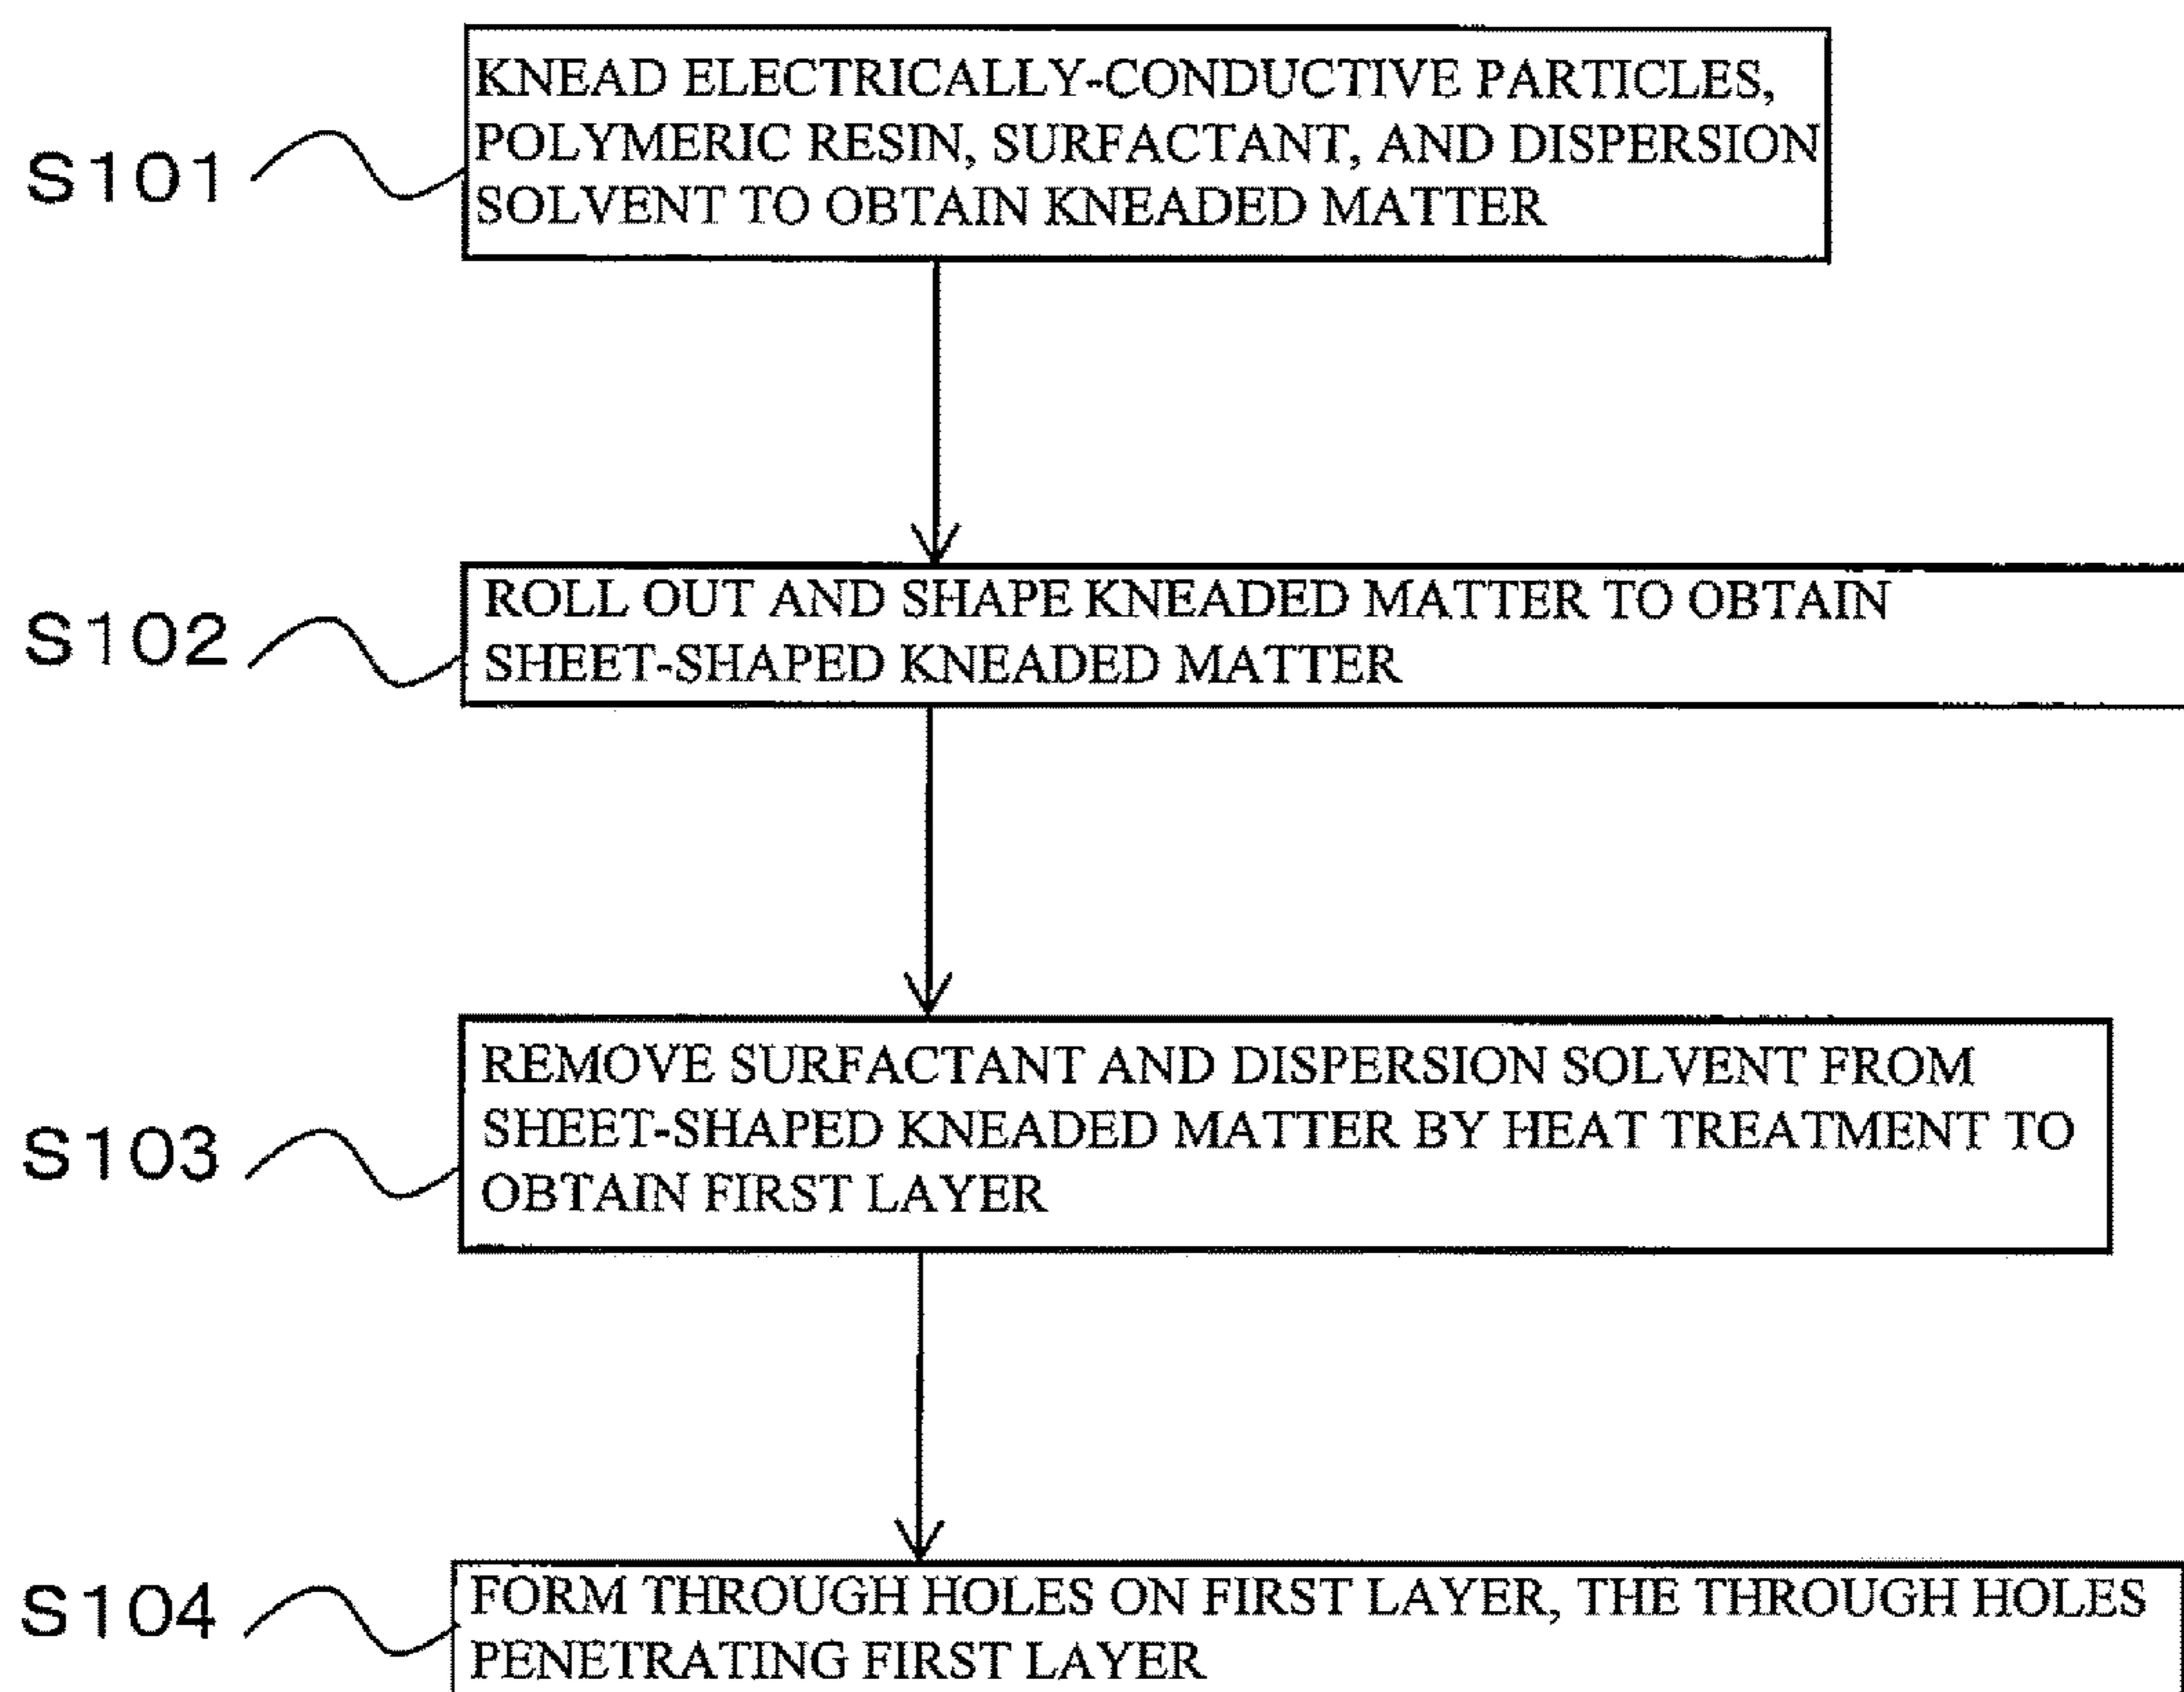 S101
KNEAD ELECTRICALLY-CONDUCTIVE PARTICLES,
POLYMERIC RESIN, SURFACTANT, AND DISPERSION
SOLVENT TO OBTAIN KNEADED MATTER
S102
ROLL OUT AND SHAPE KNEADED MATTER TO OBTAIN
SHEET-SHAPED KNEADED MATTER
S103
REMOVE SURFACTANT AND DISPERSION SOLVENT FROM
SHEET-SHAPED KNEADED MATTER BY HEAT TREATMENT TO
OBTAIN FIRST LAYER
S104
FORM THROUGH HOLES ON FIRST LAYER, THE THROUGH HOLES
PENETRATING FIRST LAYER